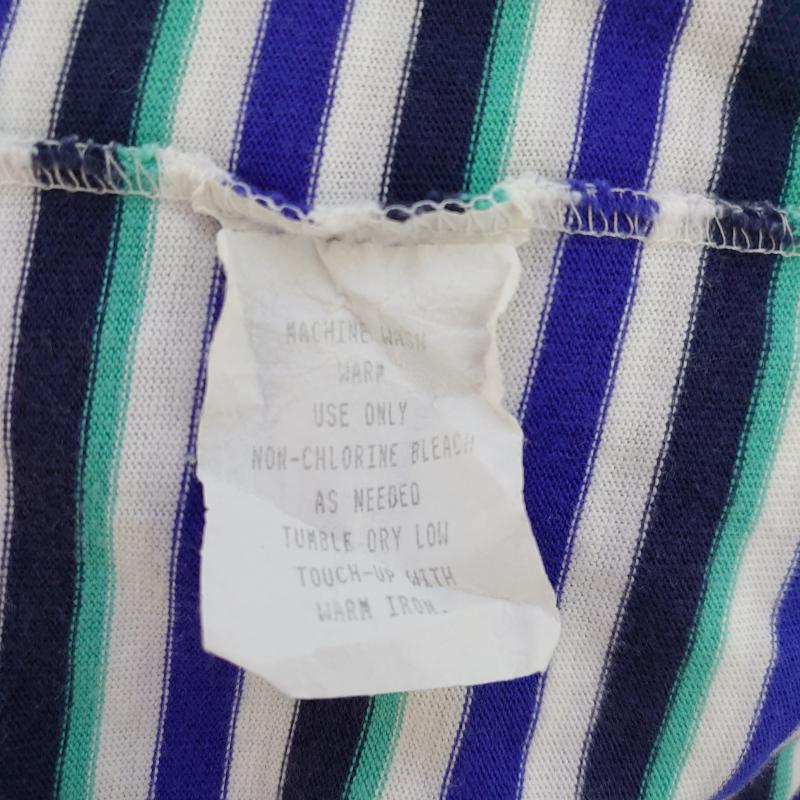 MACHINE WASH
WARM
USE ONLY
NON-CHLORINE BLEACH
AS NEEDED
TUMBLE DRY LOW
TOUCH-UP WITH
WARM IRON.